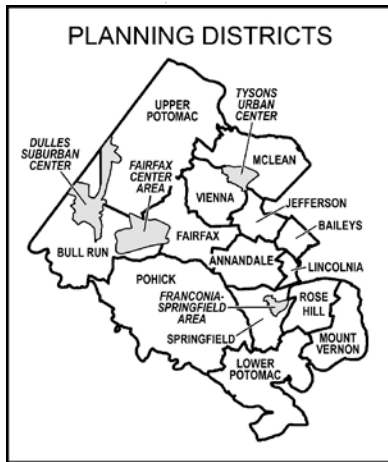 PLANNING DISTRICTS
UPPER
POTOMAC
TYSONS
URBAN
CENTER
DULLES
SUBURBAN
CENTER
FAIRFAX
CENTER
AREA
MCLEAN
VIENNA
JEFFERSON
BAILEYS
FAIRFAX
BULL RUN
ANNANDALE
LINCOLNIA
POHICK
FRANCONIA-
SPRINGFIELD
AREA
ROSE
HILL
SPRINGFIELD
MOUNT
VERNON
LOWER
POTOMAC